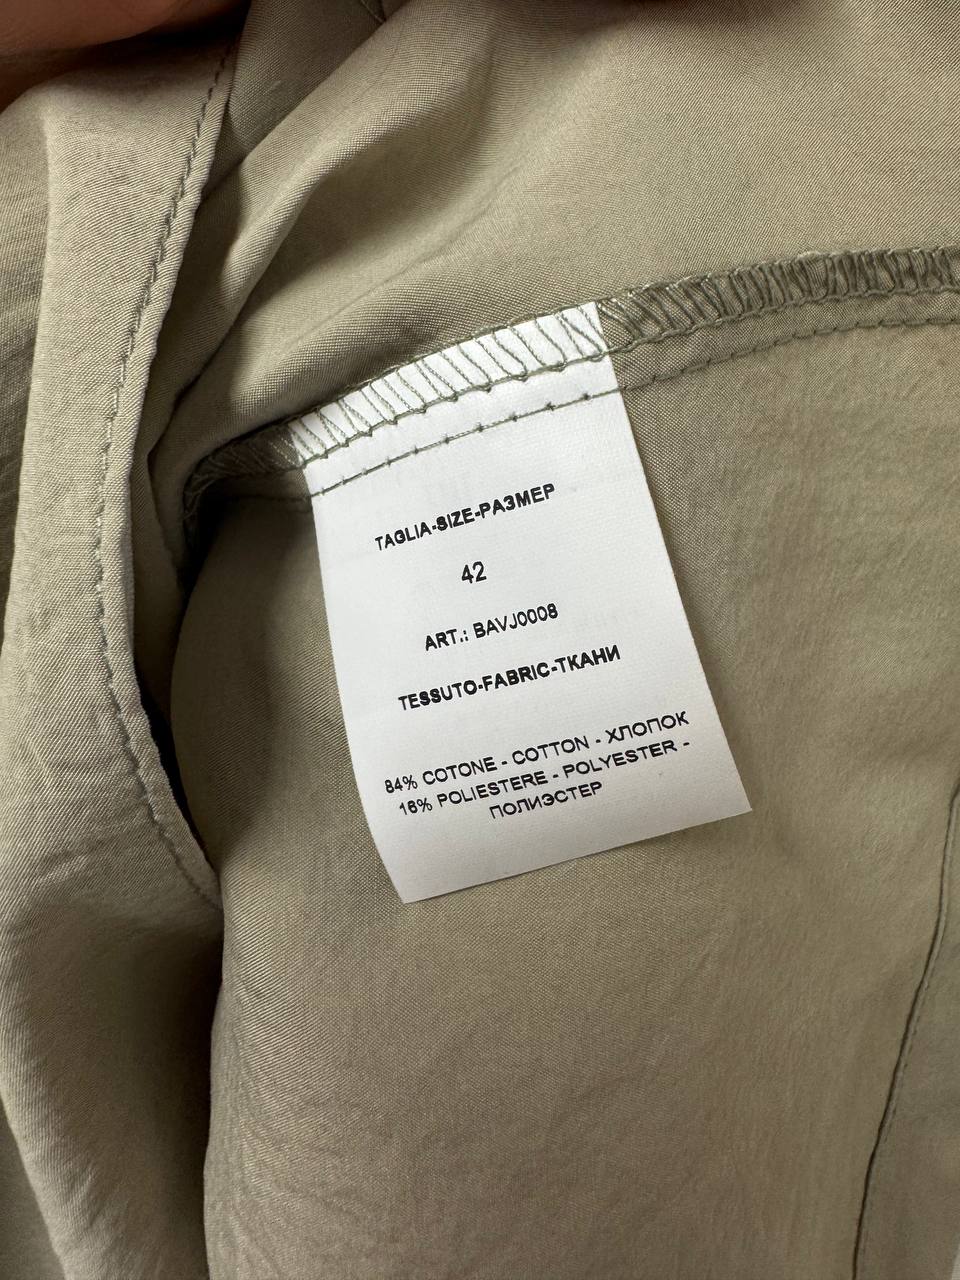 TAGLIA-SIZE-РАЗМЕР
42
ART.: BAVJ0008
TESSUTO-FABRIC-ТКАНИ
84% COTONE - COTTON - ХЛОПОК
16% POLIESTERE - POLYESTER -
ПОЛИЭСТЕР